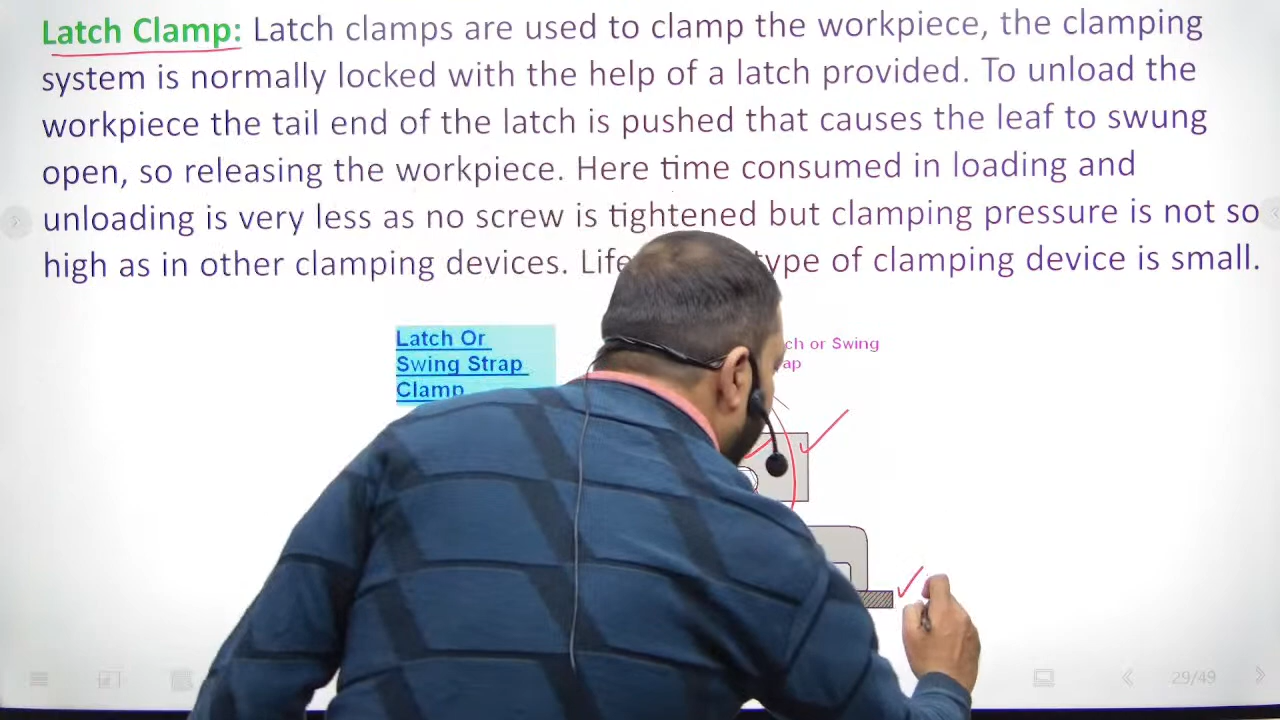 Latch Clamp: Latch clamps are used to clamp the workpiece, the clamping
system is normally locked with the help of a latch provided. To unload the
workpiece the tail end of the latch is pushed that causes the leaf to swung
open, so releasing the workpiece. Here time consumed in loading and
unloading is very less as no screw is tightened but clamping pressure is not so
high as in other clamping devices. Life type of clamping device is small.
Latch Or
Swing Strap
Clamp
ch or Swing
ap
29/49